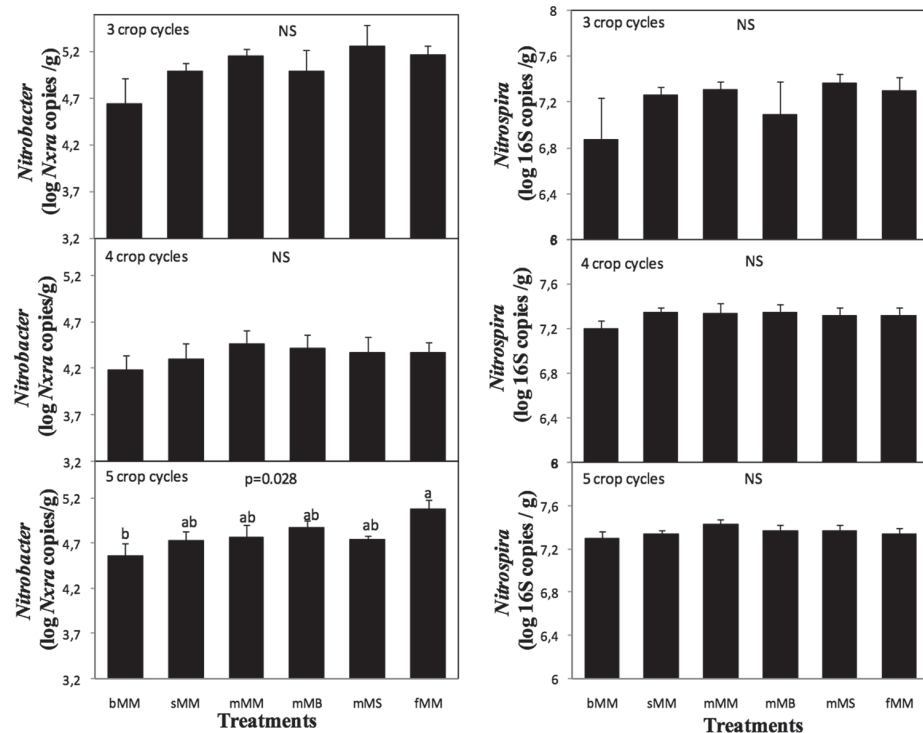 3 crop cycles NS
5,2
4,7
4,2
3,7
3,2
Nitrobacter
(log Nxra copies /g)
4 crop cycles NS
5,2
4,7
4,2
3,7
3,2
Nitrobacter
(log Nxra copies/g)
5 crop cycles p=0.028
5,2
4,7
4,2
3,7
3,2
Nitrobacter
(log Nxra copies/g)
b ab ab ab ab a
bMM sMM mMM mMB mMS fMM
Treatments
8
3 crop cycles NS
7,6
7,2
6,8
6,4
6
Nitrospira
(log 16S copies /g)
4 crop cycles NS
7,6
7,2
6,8
6,4
6
Nitrospira
(log 16S copies /g)
5 crop cycles NS
7,6
7,2
6,8
6,4
6
Nitrospira
(log 16S copies / g)
bMM sMM mMM mMB mMS fMM
Treatments